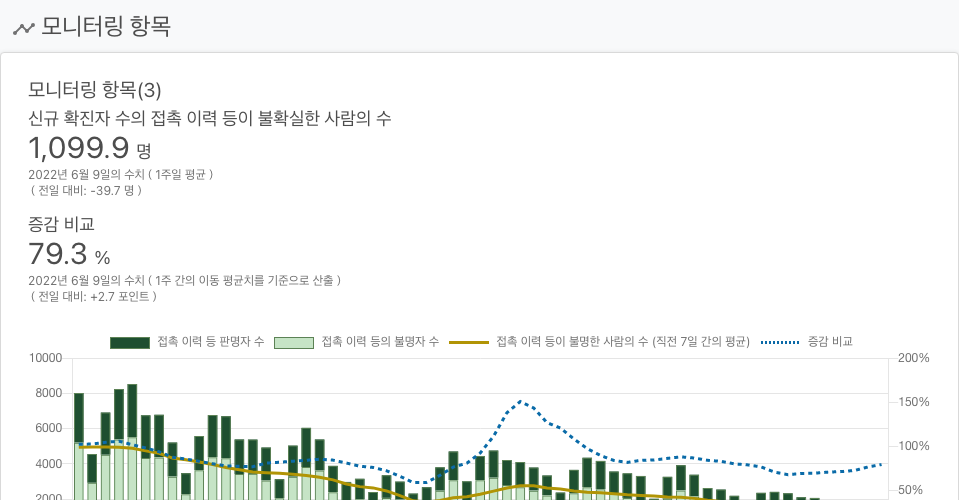 모니터링 항목
모니터링 항목(3)
신규 확진자 수의 접촉 이력 등이 불확실한 사람의 수
1,099.9 명
2022년 6월 9일의 수치 ( 1주일 평균 )
( 전일 대비: -39.7 명 )
증감 비교
79.3 %
2022년 6월 9일의 수치 ( 1주 간의 이동 평균치를 기준으로 산출 )
( 전일 대비: +2.7 포인트 )
접촉 이력 등 판명자 수 접촉 이력 등의 불명자 수 접촉 이력 등이 불명한 사람의 수 (직전 7일 간의 평균) 증감 비교
10000 200%
8000
150%
6000
100%
4000
50%
2000